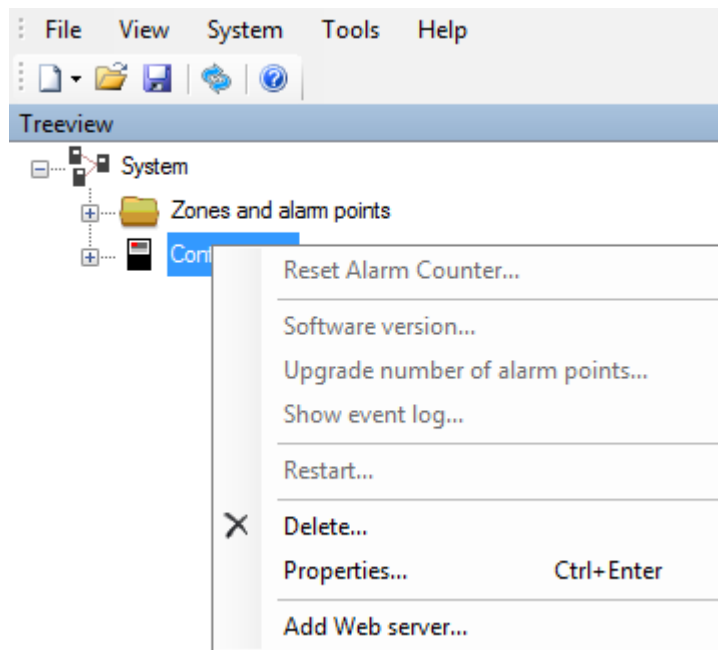 File View System Tools Help
Treeview
System
Zones and alarm points
Reset Alarm Counter...
Software version...
Upgrade number of alarm points...
Show event log...
Restart...
Delete...
Properties... Ctrl+Enter
Add Web server...